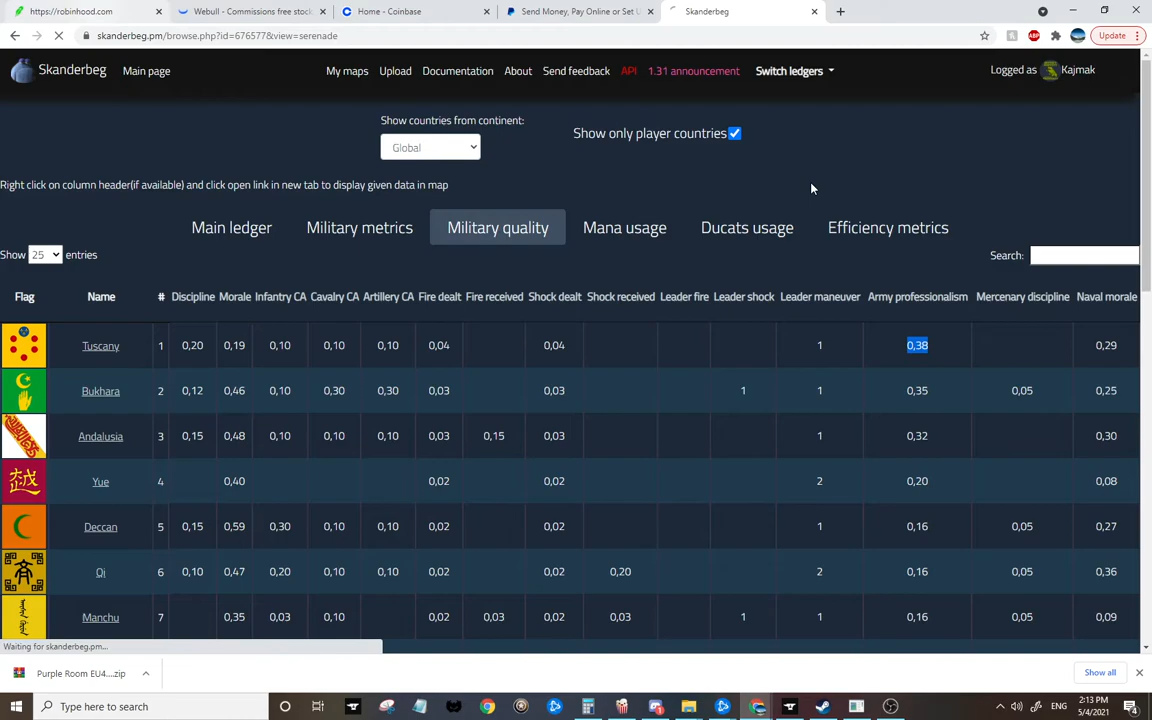 https://robinhood.com
Webull - Commissions free stock
Home - Coinbase
Send Money, Pay Online or Set U
Skanderbeg
skanderbeg.pm/browse.php?id=676577&view=serenade
ABP
Update
Skanderbeg
Main page
My maps
Upload
Documentation
About
Send feedback
API
1.31 announcement
Switch ledgers
Logged as
Kajmak
Show countries from continent:
Global
Show only player countries
Right click on column header(if available) and click open link in new tab to display given data in map
Main ledger
Military metrics
Military quality
Mana usage
Ducats usage
Efficiency metrics
Show 25 entries
Search:
Flag Name # Discipline Morale Infantry CA Cavalry CA Artillery CA Fire dealt Fire received Shock dealt Shock received Leader fire Leader shock Leader maneuver Army professionalism Mercenary discipline Naval morale
Tuscany 1 0,20 0,19 0,10 0,10 0,10 0,04 0,04 1 0,38 0,29
Bukhara 2 0,12 0,46 0,10 0,30 0,30 0,03 0,03 1 1 0,35 0,05 0,25
Andalusia 3 0,15 0,48 0,10 0,10 0,10 0,03 0,15 0,03 1 0,32 0,30
越 Yue 4 0,40 0,02 0,02 2 0,20 0,08
Deccan 5 0,15 0,59 0,30 0,10 0,10 0,02 0,02 1 0,16 0,05 0,27
Qi 6 0,10 0,47 0,20 0,10 0,10 0,02 0,02 0,20 2 0,16 0,05 0,36
Manchu 7 0,35 0,03 0,10 0,02 0,03 0,02 0,03 1 1 0,16 0,05 0,09
Waiting for skanderbeg.pm...
Purple Room EU4....zip
Show all
Type here to search
ENG
2:13 PM
5/4/2021
4